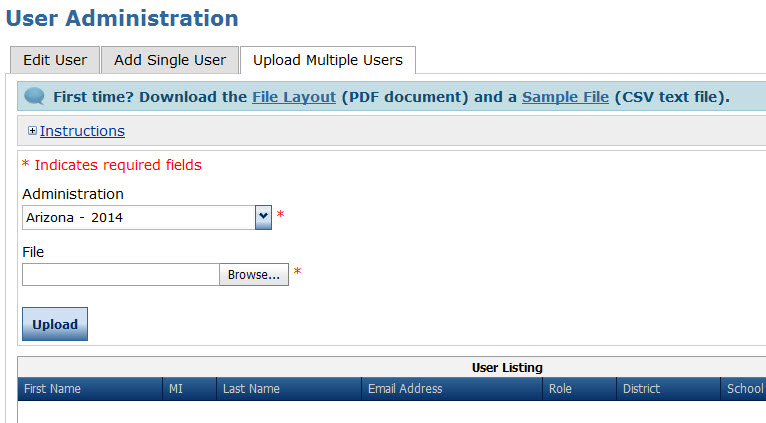 User Administration
Edit User Add Single User Upload Multiple Users
First time? Download the File Layout (PDF document) and a Sample File (CSV text file).
Instructions
* Indicates required fields
Administration
Arizona - 2014 *
File
Browse... *
Upload
User Listing
First Name MI Last Name Email Address Role District School